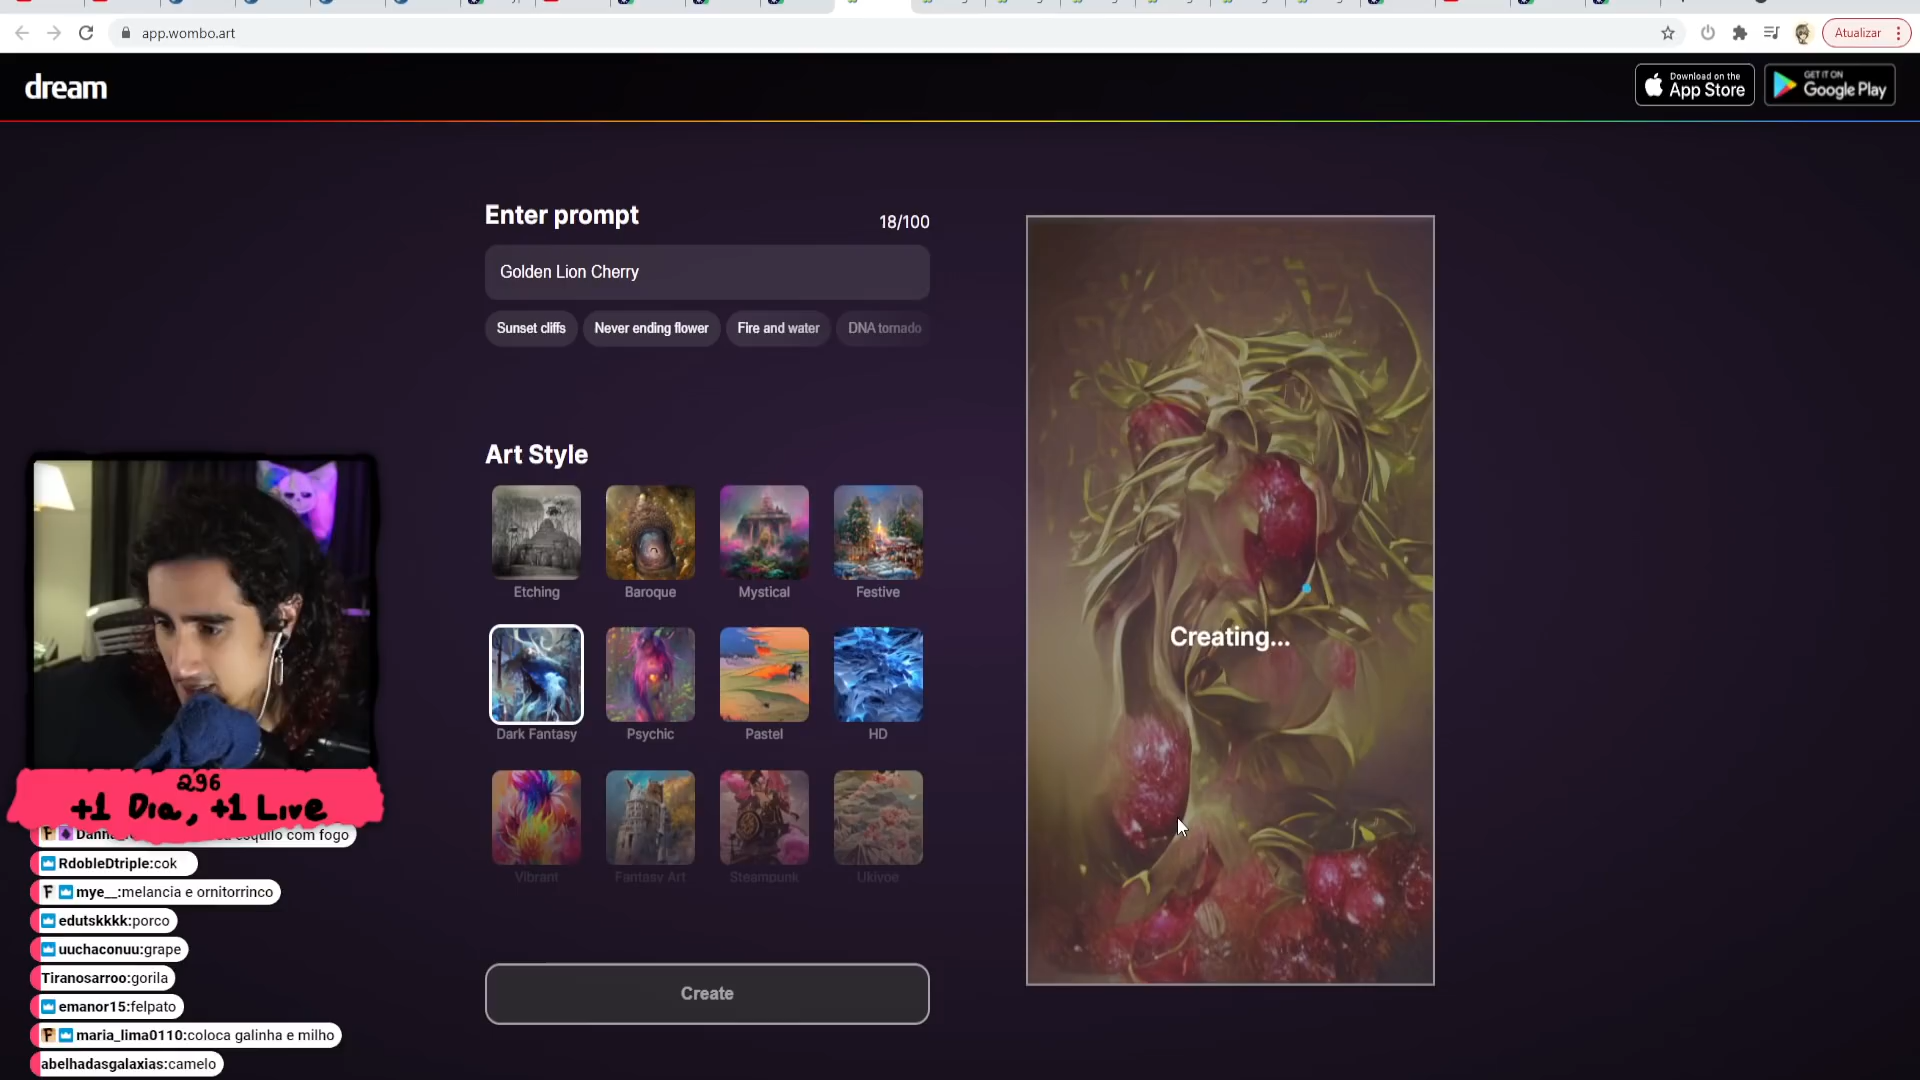 app.wombo.art
Atualizar
dream
Download on the
App Store
GET IT ON
Google Play
Enter prompt
18/100
Golden Lion Cherry
Sunset cliffs
Never ending flower
Fire and water
DNA tornado
Art Style
Etching
Baroque
Mystical
Festive
Dark Fantasy
Psychic
Pastel
HD
Vibrant
Fantasy Art
Steampunk
Ukiyoe
Create
Creating...
296
+1 Dia, +1 Live
esquilo com fogo
RdobleDtriple:cok
mye__:melancia e ornitorrinco
edutskkkk:porco
uuchaconuu:grape
Tiranosarroo:gorila
emanor15:felpato
maria_lima0110:coloca galinha e milho
abelhadasgalaxias:camelo